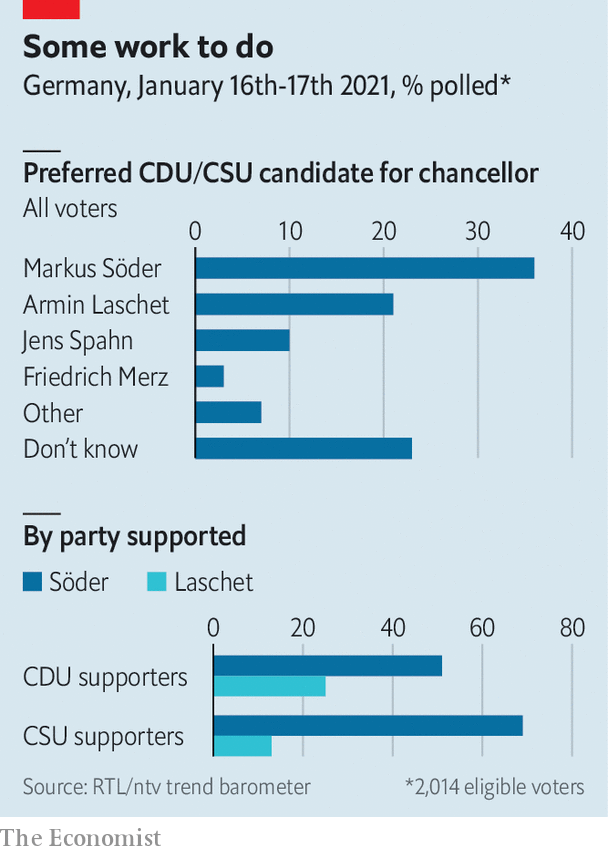 Some work to do
Germany, January 16th-17th 2021, % polled*
Preferred CDU/CSU candidate for chancellor
All voters
0 10 20 30 40
Markus Söder
Armin Laschet
Jens Spahn
Friedrich Merz
Other
Don’t know
By party supported
Söder Laschet
0 20 40 60 80
CDU supporters
CSU supporters
Source: RTL/ntv trend barometer *2,014 eligible voters
The Economist